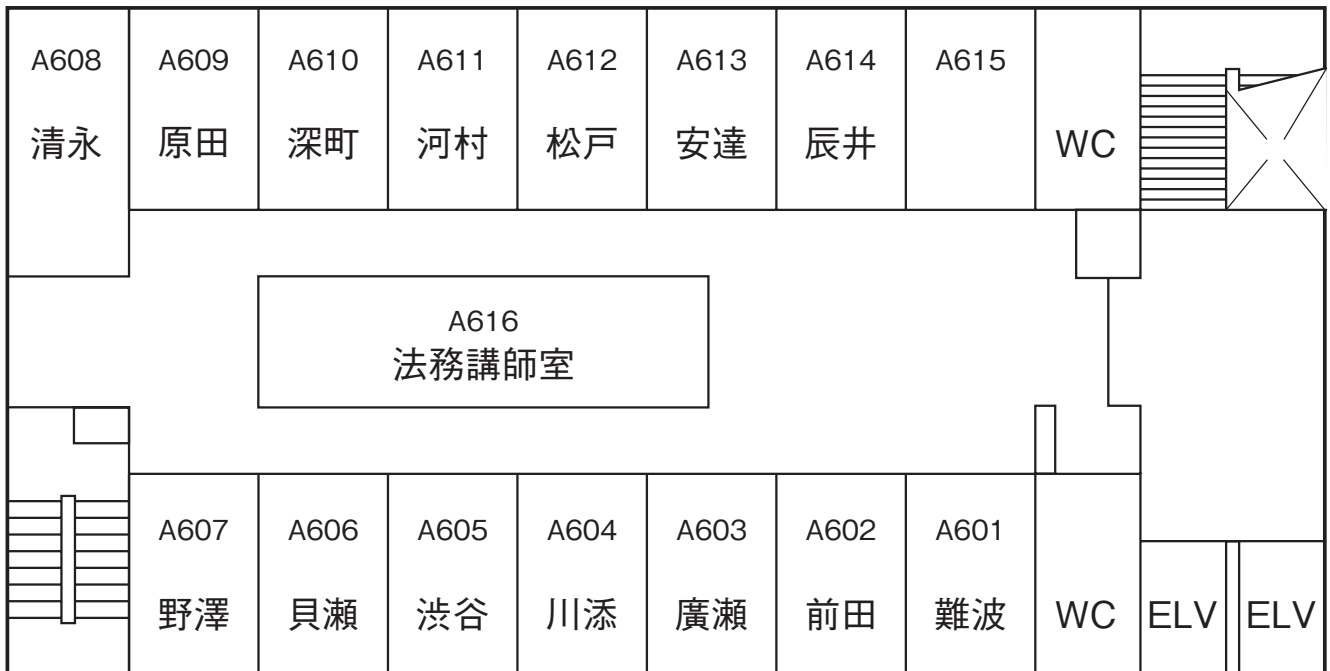 A608 A609 A610 A611 A612 A613 A614 A615
清永 原田 深町 河村 松戸 安達 辰井 WC
A616
法務講師室
A607 A606 A605 A604 A603 A602 A601
野澤 貝瀬 渋谷 川添 廣瀬 前田 難波 WC ELV ELV